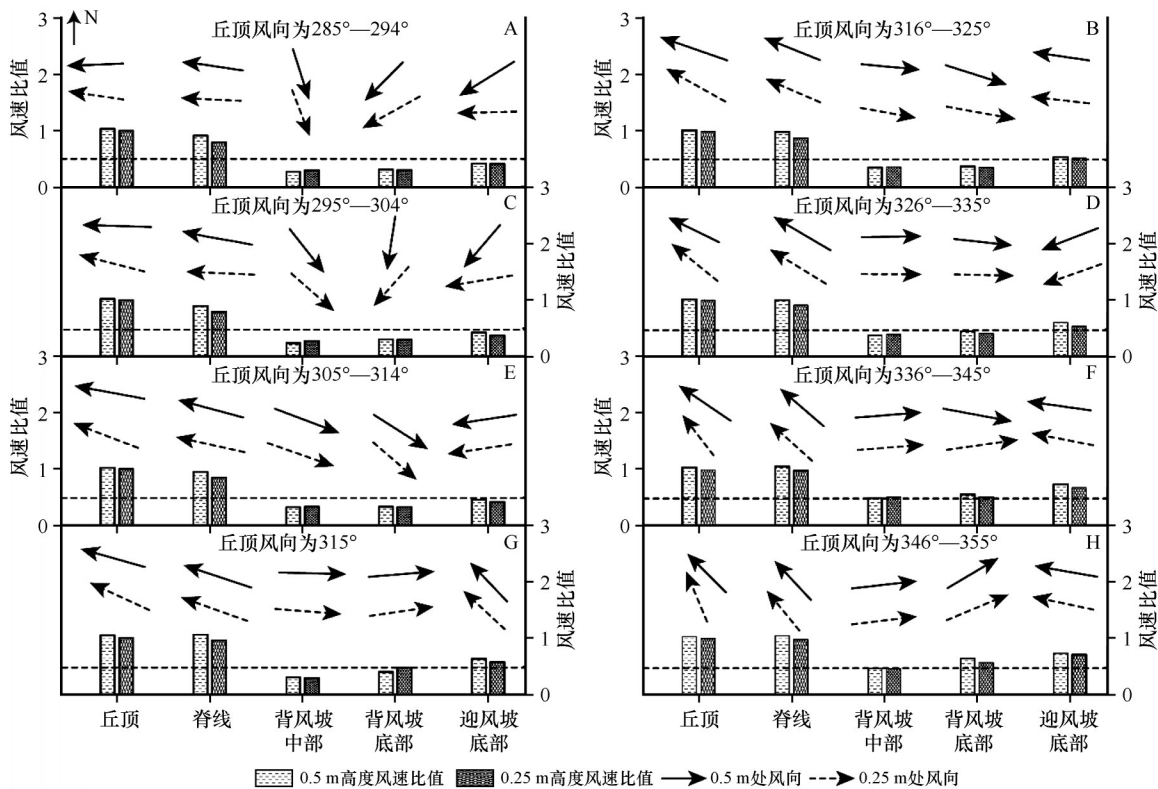 N
丘顶风向为285°—294°
A
3
2
1
0
风速比值
丘顶风向为316°—325°
B
3
2
1
0
风速比值
丘顶风向为295°—304°
C
3
2
1
0
风速比值
丘顶风向为326°—335°
D
3
2
1
0
风速比值
丘顶风向为305°—314°
E
3
2
1
0
风速比值
丘顶风向为336°—345°
F
3
2
1
0
风速比值
丘顶风向为315°
G
3
2
1
0
风速比值
丘顶风向为346°—355°
H
3
2
1
0
风速比值
丘顶
脊线
背风坡
中部
背风坡
底部
迎风坡
底部
丘顶
脊线
背风坡
中部
背风坡
底部
迎风坡
底部
0.5 m高度风速比值
0.25 m高度风速比值
0.5 m处风向
0.25 m处风向